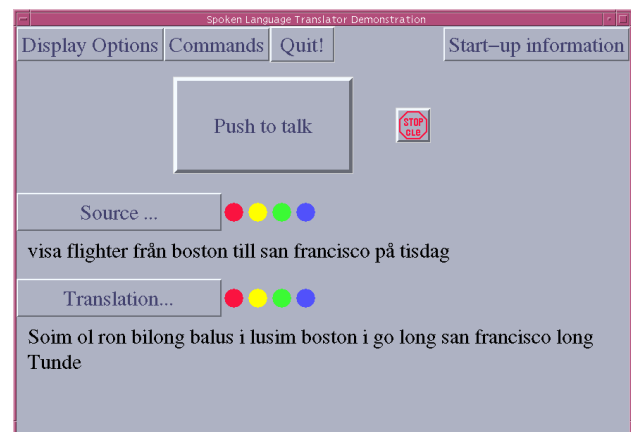 Spoken Language Translator Demonstration
Display Options Commands Quit! Start-up information
Push to talk
STOP
cle
Source ...
visa flighter från boston till san francisco på tisdag
Translation...
Soim ol ron bilong balus i lusim boston i go long san francisco long
Tunde